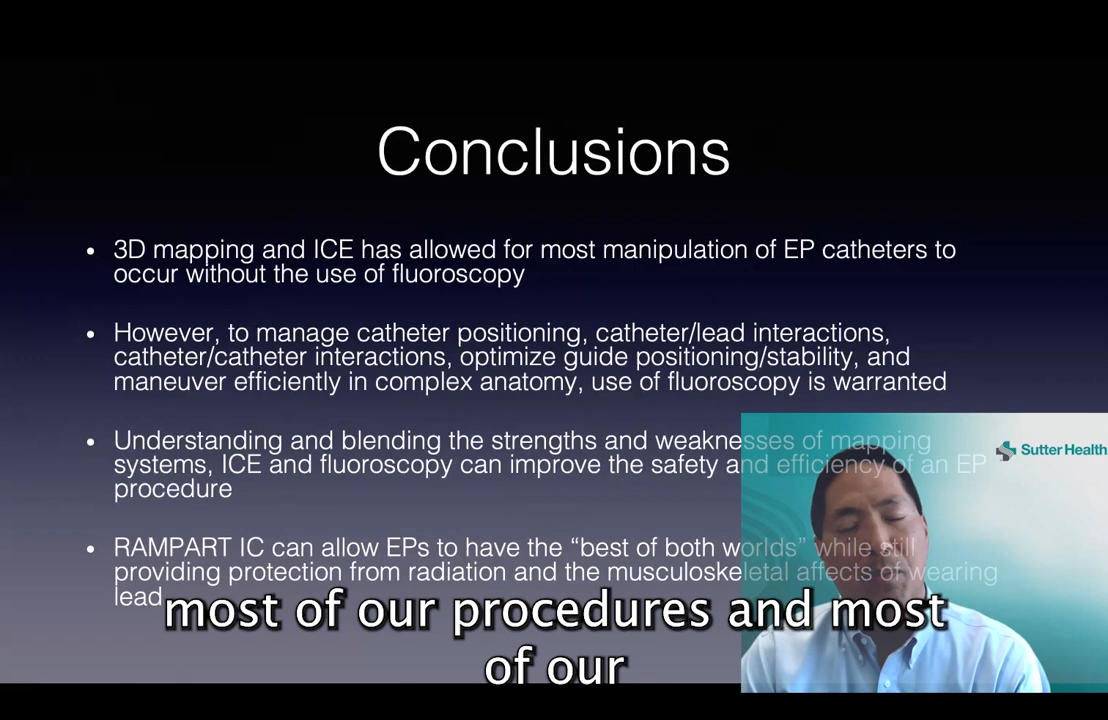 Conclusions
• 3D mapping and ICE has allowed for most manipulation of EP catheters to
occur without the use of fluoroscopy
• However, to manage catheter positioning, catheter/lead interactions,
catheter/catheter interactions, optimize guide positioning/stability, and
maneuver efficiently in complex anatomy, use of fluoroscopy is warranted
• Understanding and blending the strengths and weaknesses of mapping
systems, ICE and fluoroscopy can improve the safety and efficiency of an EP
procedure
• RAMPART IC can allow EPs to have the “best of both worlds” while still
providing protection from radiation and the musculoskeletal affects of wearing
lead
Sutter Health
most of our procedures and most
of our